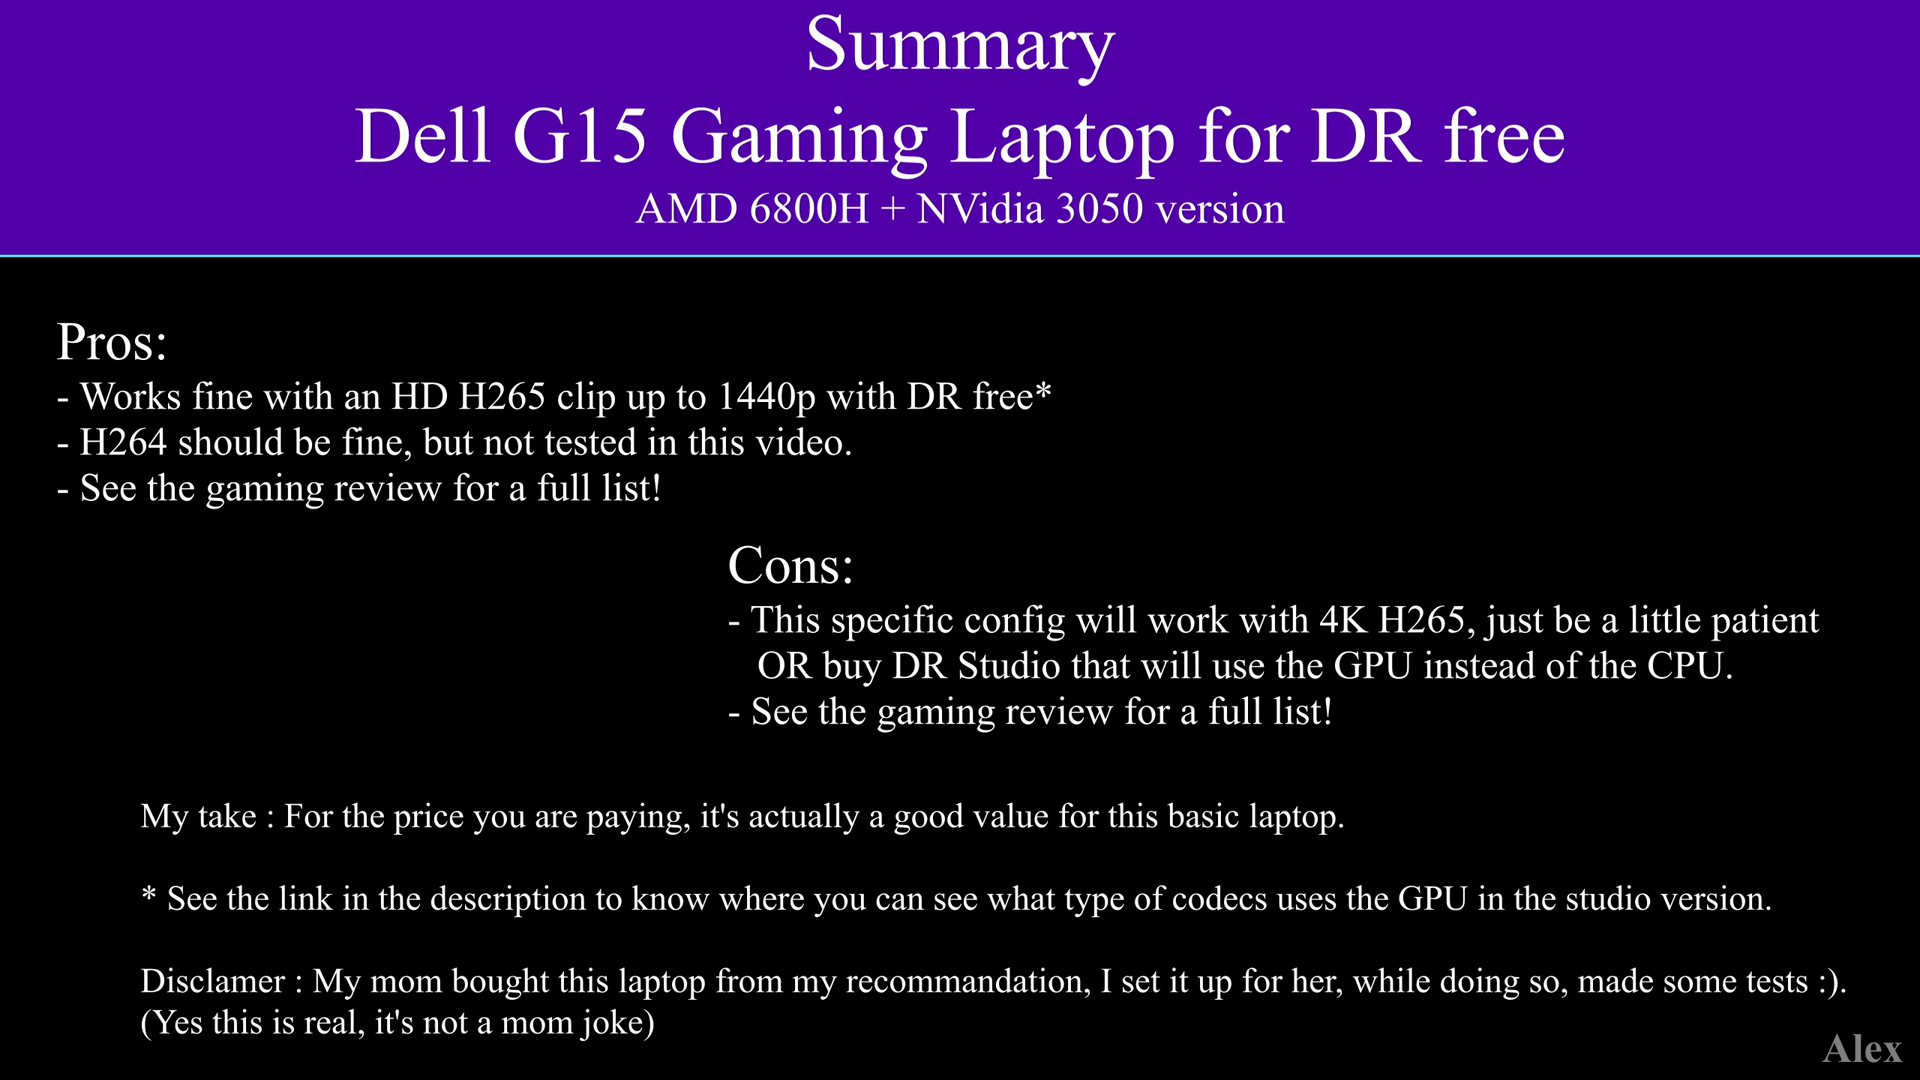 Summary
Dell G15 Gaming Laptop for DR free
AMD 6800H + NVidia 3050 version
Pros:
- Works fine with an HD H265 clip up to 1440p with DR free*
- H264 should be fine, but not tested in this video.
- See the gaming review for a full list!
Cons:
- This specific config will work with 4K H265, just be a little patient
OR buy DR Studio that will use the GPU instead of the CPU.
- See the gaming review for a full list!
My take : For the price you are paying, it's actually a good value for this basic laptop.
* See the link in the description to know where you can see what type of codecs uses the GPU in the studio version.
Disclamer : My mom bought this laptop from my recommandation, I set it up for her, while doing so, made some tests :).
(Yes this is real, it's not a mom joke)
Alex